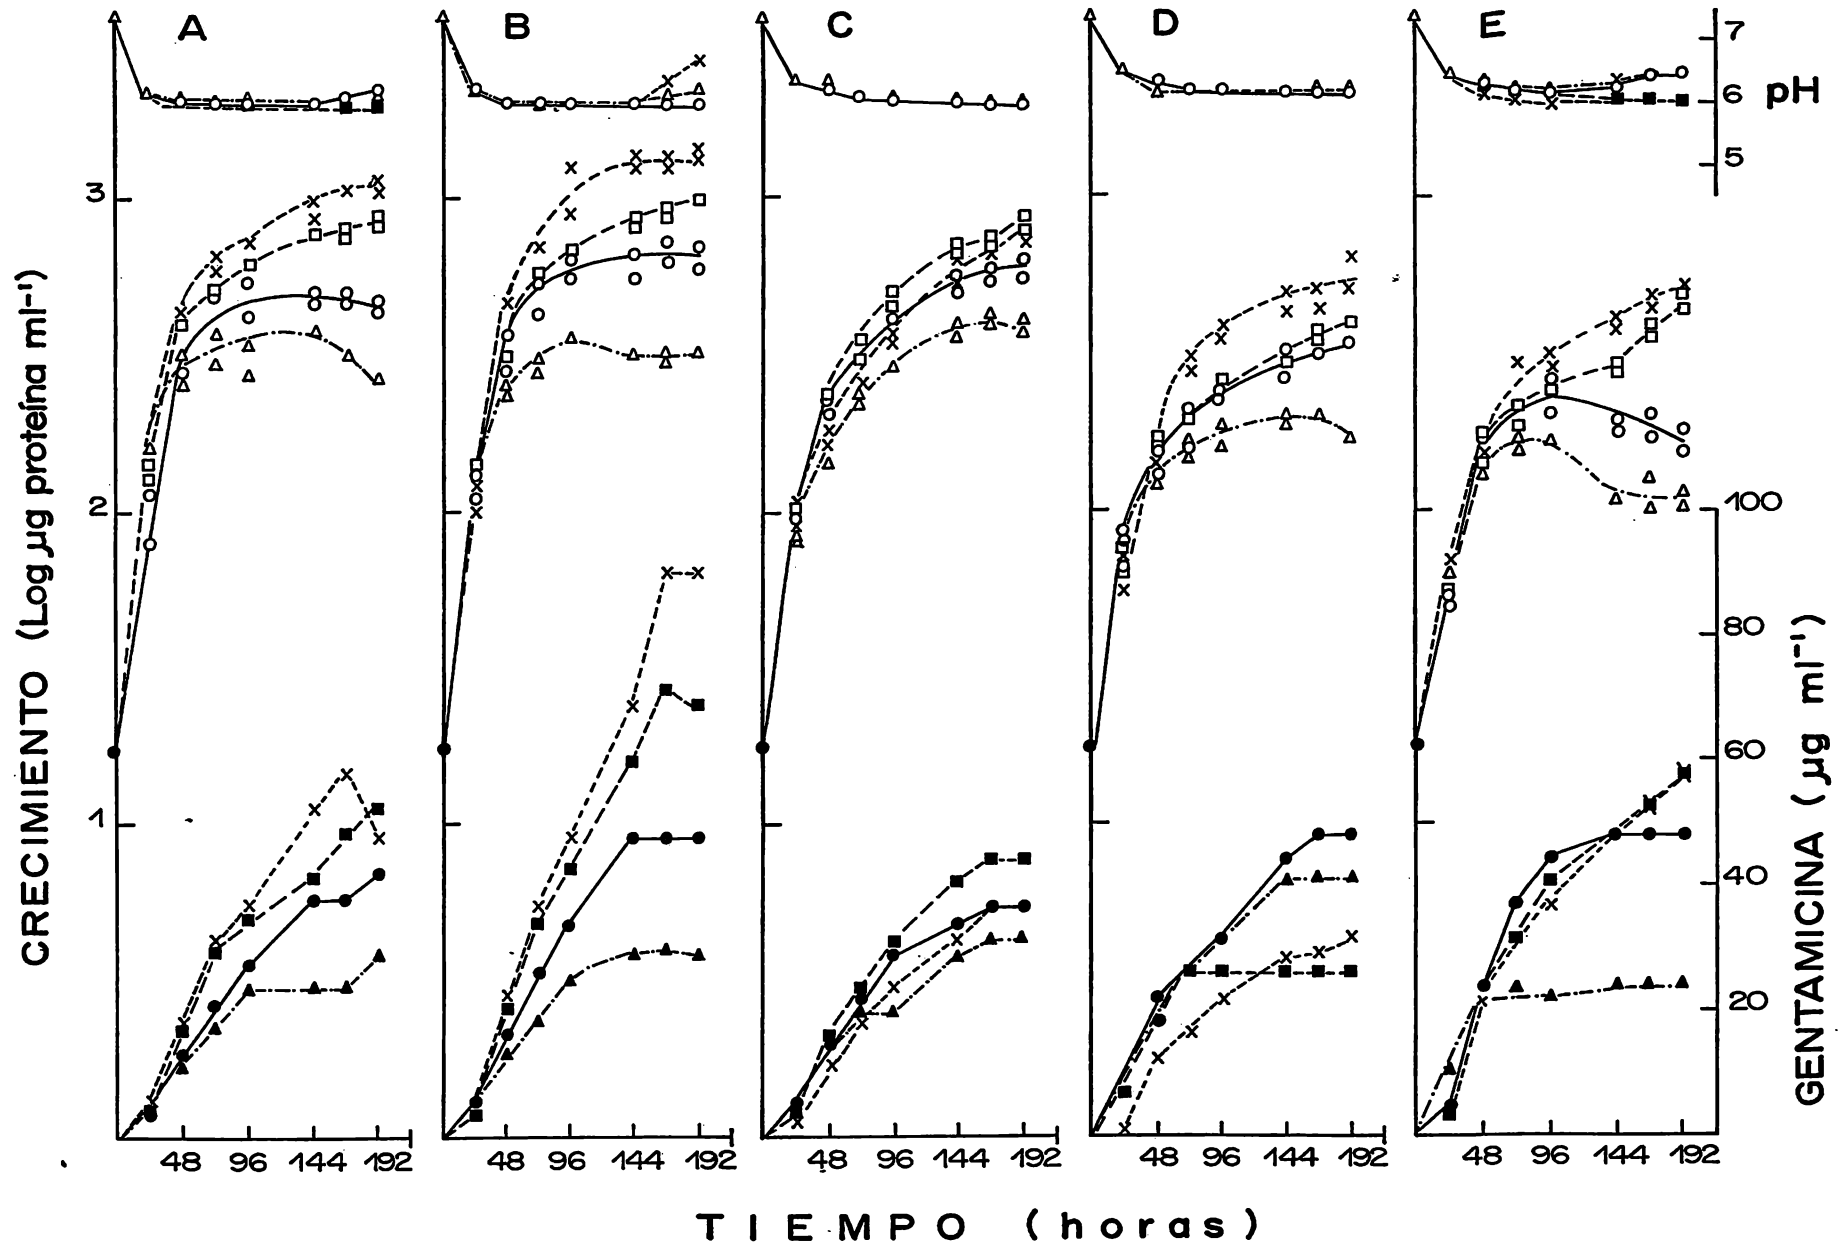 A B C D E
7
6 pH
5
3
2
1
CRECIMIENTO (Log µg proteína ml⁻¹)
100
80
60
40
20
GENTAMICINA (µg ml⁻¹)
48 96 144 192 48 96 144 192 48 96 144 192 48 96 144 192 48 96 144 192
TIEMPO (horas)